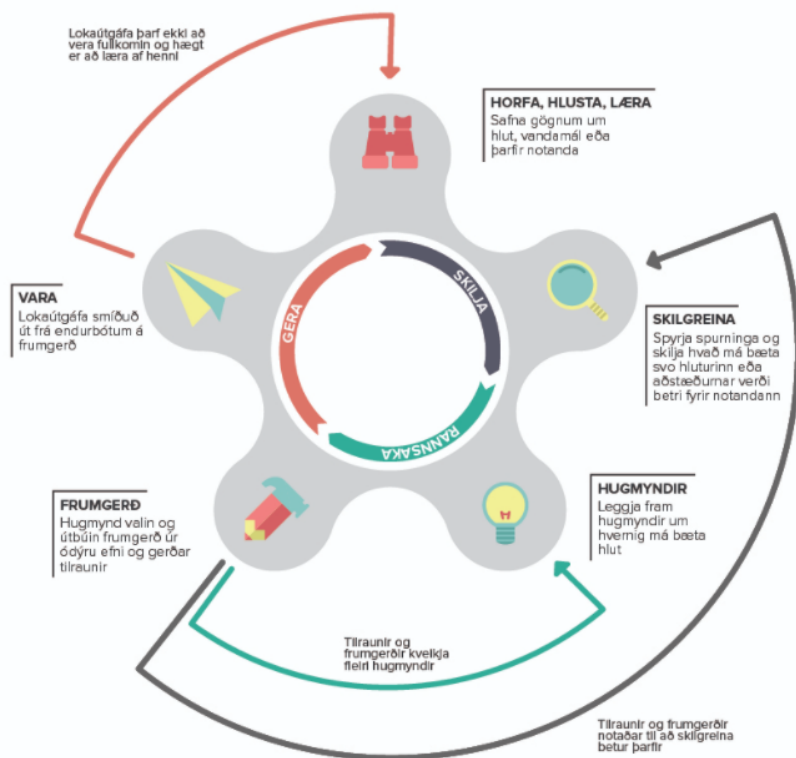 Lokaútgáfa þarf ekki að
vera fullkomin og hægt
er að læra af henni
HORFA, HLUSTA, LÆRA
Safna gögnum um
hlut, vandamál eða
þarfir notanda
SKILJA
GERA
RANNSAKA
VARA
Lokaútgáfa smíðuð
út frá endurbótum á
frumgerð
SKILGREINA
Spyrja spurninga og
skilja hvað má bæta
svo hluturinn eða
aðstæðurnar verði
betri fyrir notandann
FRUMGERÐ
Hugmynd valin og
útbúin frumgerð úr
ódýru efni og gerðar
tilraunir
HUGMYNDIR
Leggja fram
hugmyndir um
hvernig má bæta
hlut
Tilraunir og
frumgerðir kveikja
fleiri hugmyndir
Tilraunir og frumgerðir
notaðar til að skilgreina
betur þarfir